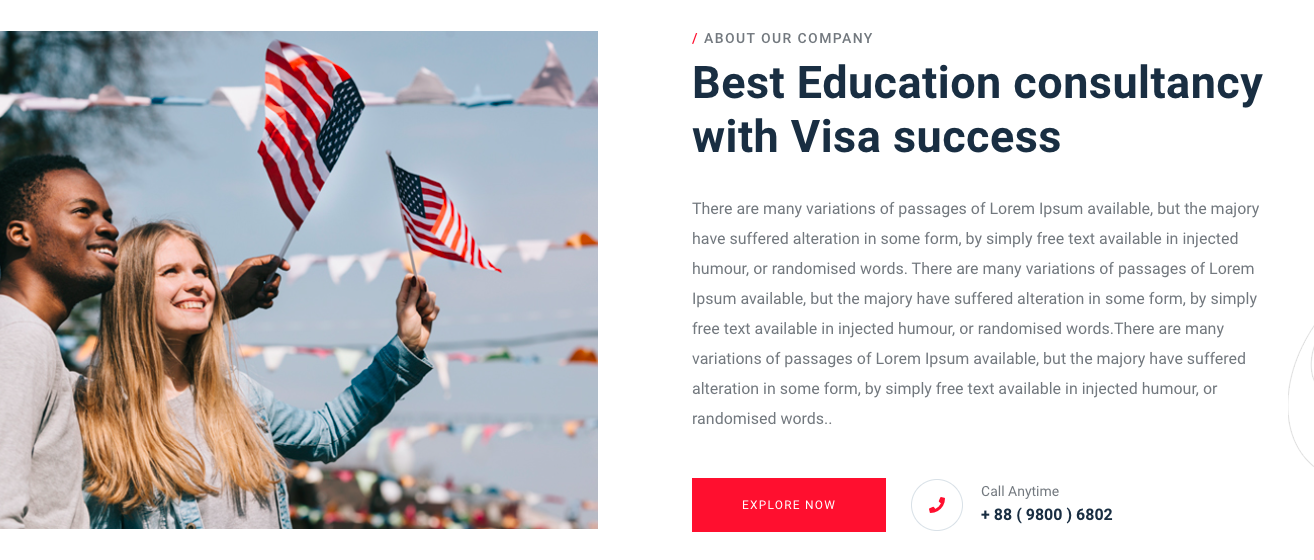 / ABOUT OUR COMPANY
Best Education consultancy
with Visa success
There are many variations of passages of Lorem Ipsum available, but the majory
have suffered alteration in some form, by simply free text available in injected
humour, or randomised words. There are many variations of passages of Lorem
Ipsum available, but the majory have suffered alteration in some form, by simply
free text available in injected humour, or randomised words.There are many
variations of passages of Lorem Ipsum available, but the majory have suffered
alteration in some form, by simply free text available in injected humour, or
randomised words..
EXPLORE NOW
Call Anytime
+ 88 ( 9800 ) 6802